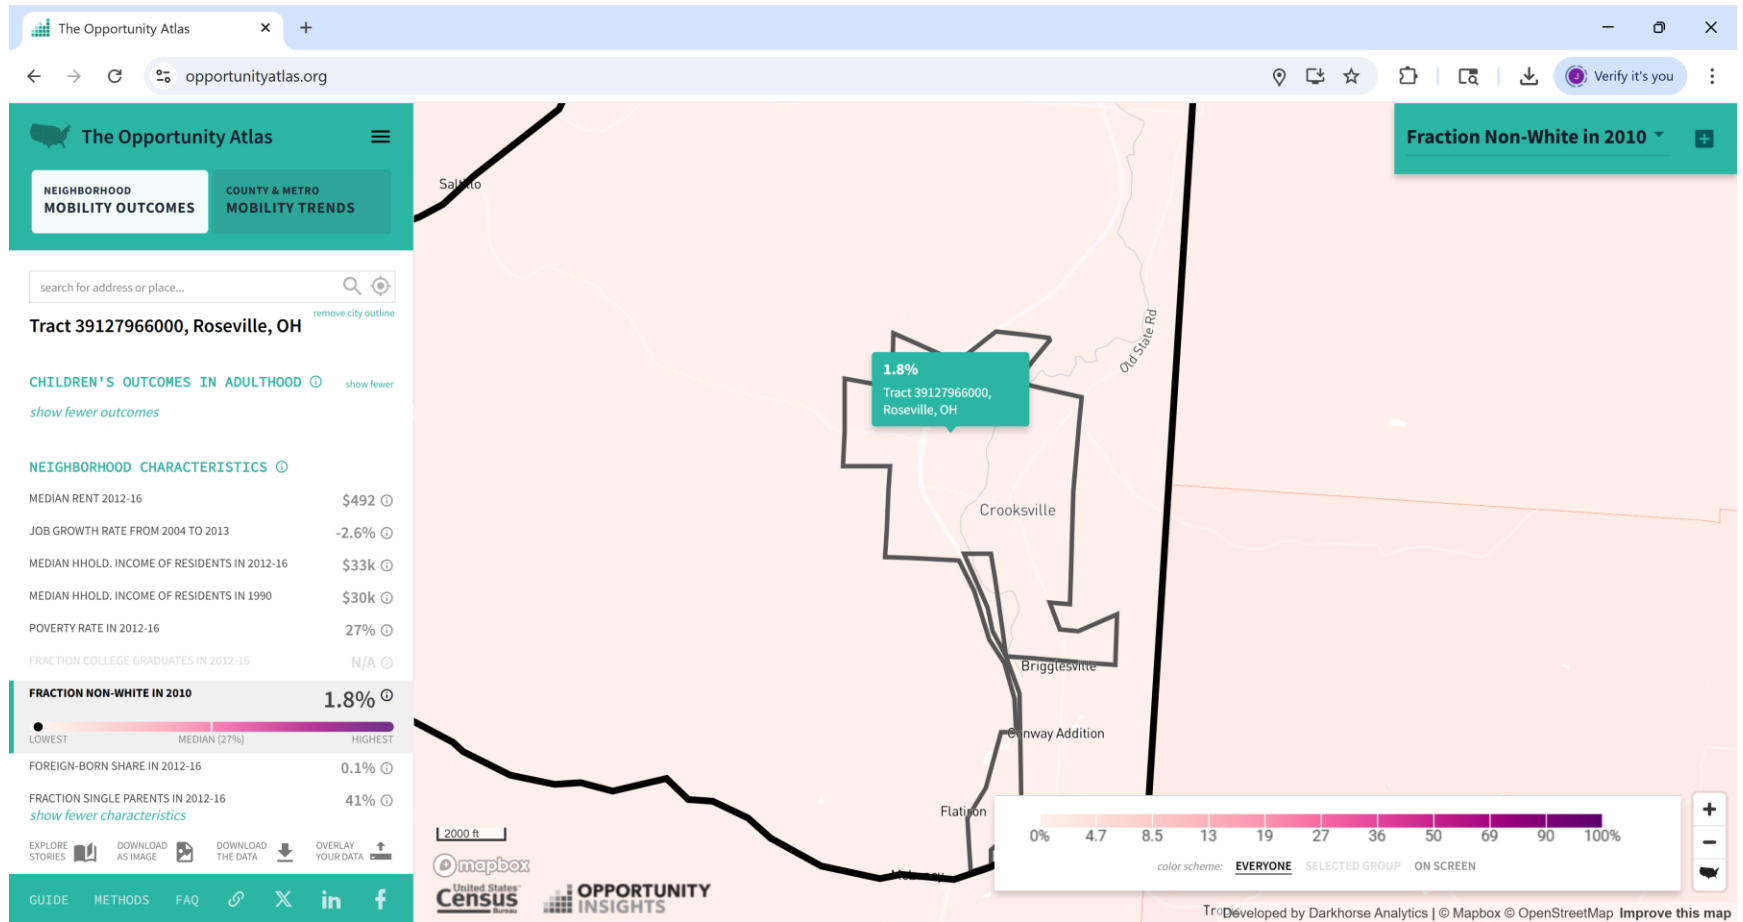 The Opportunity Atlas
opportunityatlas.org
Verify it's you
The Opportunity Atlas
NEIGHBORHOOD
MOBILITY OUTCOMES
COUNTY & METRO
MOBILITY TRENDS
search for address or place...
remove city outline
Tract 39127966000, Roseville, OH
CHILDREN'S OUTCOMES IN ADULTHOOD
show fewer
show fewer outcomes
NEIGHBORHOOD CHARACTERISTICS
MEDIAN RENT 2012-16 $492
JOB GROWTH RATE FROM 2004 TO 2013 -2.6%
MEDIAN HHOLD. INCOME OF RESIDENTS IN 2012-16 $33k
MEDIAN HHOLD. INCOME OF RESIDENTS IN 1990 $30k
POVERTY RATE IN 2012-16 27%
FRACTION COLLEGE GRADUATES IN 2012-16 N/A
FRACTION NON-WHITE IN 2010 1.8%
LOWEST MEDIAN (27%) HIGHEST
FOREIGN-BORN SHARE IN 2012-16 0.1%
FRACTION SINGLE PARENTS IN 2012-16 41%
show fewer characteristics
EXPLORE
STORIES
DOWNLOAD
AS IMAGE
DOWNLOAD
THE DATA
OVERLAY
YOUR DATA
GUIDE METHODS FAQ
Fraction Non-White in 2010
Saltillo
Old State Rd
1.8%
Tract 39127966000,
Roseville, OH
Crooksville
Brigglesville
Conway Addition
Flatiron
2000 ft
mapbox
United States
Census
Bureau
OPPORTUNITY
INSIGHTS
0% 4.7 8.5 13 19 27 36 50 69 90 100%
color scheme: EVERYONE SELECTED GROUP ON SCREEN
Developed by Darkhorse Analytics | © Mapbox © OpenStreetMap Improve this map